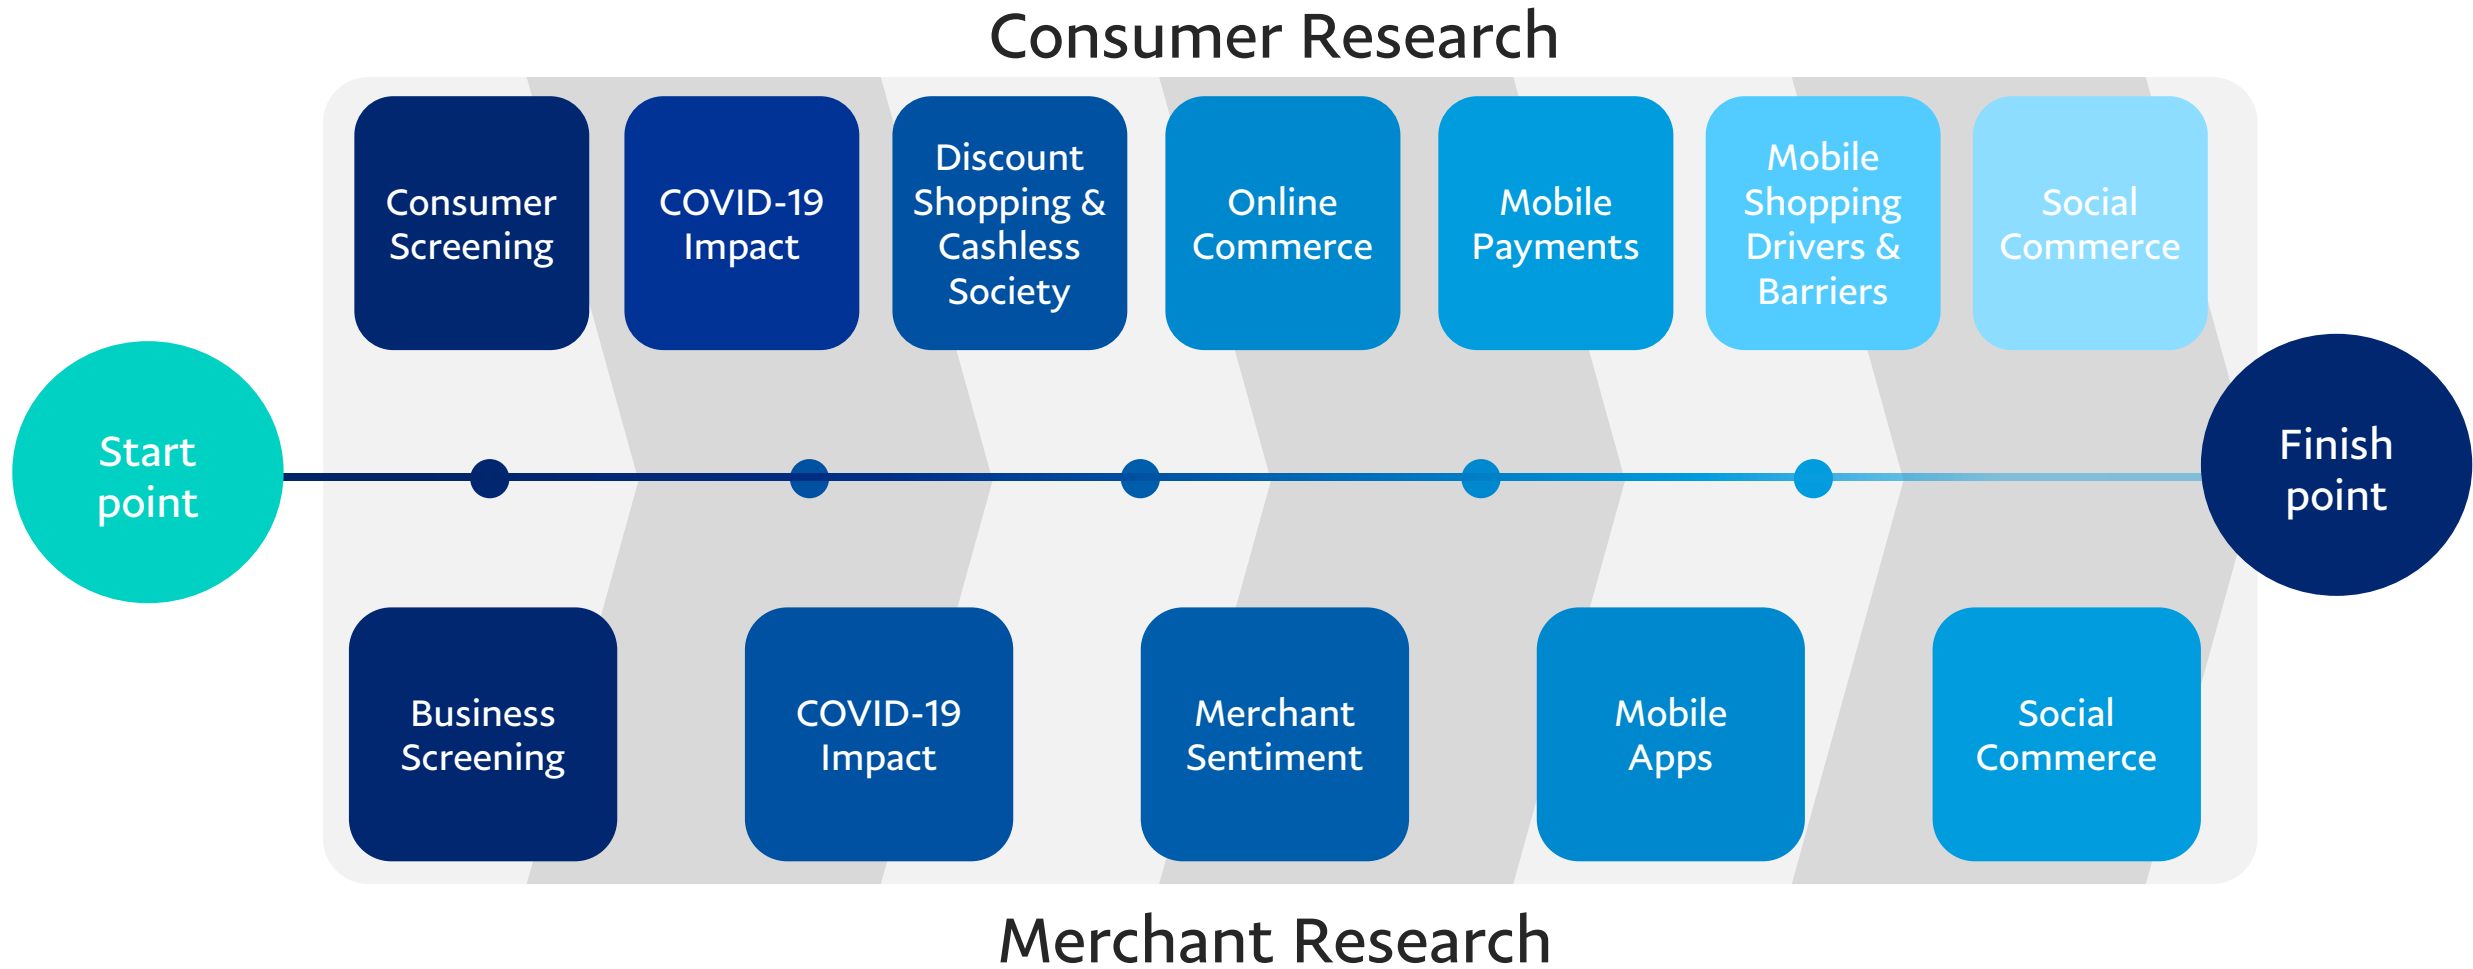 Consumer Research
Consumer
Screening
COVID-19
Impact
Discount
Shopping &
Cashless
Society
Online
Commerce
Mobile
Payments
Mobile
Shopping
Drivers &
Barriers
Social
Commerce
Start
point
Finish
point
Business
Screening
COVID-19
Impact
Merchant
Sentiment
Mobile
Apps
Social
Commerce
Merchant Research